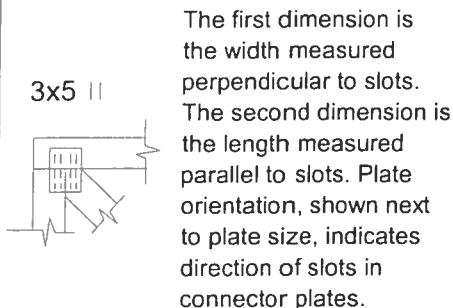 The first dimension is
the width measured
perpendicular to slots.
The second dimension is
the length measured
parallel to slots. Plate
orientation, shown next
to plate size, indicates
direction of slots in
connector plates.
3x5 ||